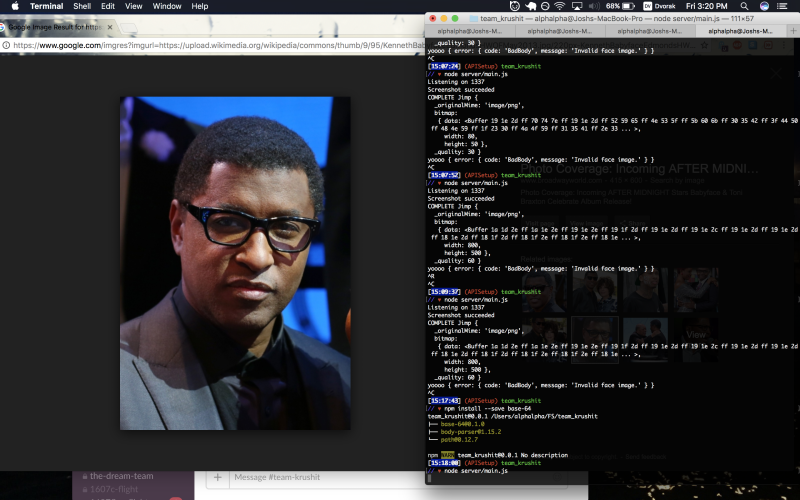 Terminal Shell Edit View Window Help
68% Dv Dvorak Fri 3:20 PM Josh
Google Image Result for https
https://www.google.com/imgres?imgurl=https://upload.wikimedia.org/wikipedia/commons/thumb/9/95/KennethBab
team_krushit — alphalpha@Joshs-MacBook-Pro — node server/main.js — 111×57
alphalpha@Joshs-M... alphalpha@Joshs-M... alphalpha@Joshs-M... alphalpha@Joshs-M...
_quality: 30 }
yoooo { error: { code: 'BadBody', message: 'Invalid face image.' } }
^C
[15:07:24] (APISetup) team_krushit
// ▼ node server/main.js
Listening on 1337
Screenshot succeeded
COMPLETE Jimp {
_originalMime: 'image/png',
bitmap:
{ data: <Buffer 19 1e 2d ff 70 74 7e ff 19 1e 2d ff 52 59 65 ff 4e 53 5f ff 5b 60 6b ff 30 35 42 ff 3f 44 50
ff 48 4e 59 ff 1f 23 30 ff 4a 4f 59 ff 31 35 41 ff 2e 33 ... >,
width: 80,
height: 50 },
_quality: 30 }
yoooo { error: { code: 'BadBody', message: 'Invalid face image.' } }
^C
[15:07:52] (APISetup) team_krushit
// ▼ node server/main.js
Listening on 1337
Screenshot succeeded
COMPLETE Jimp {
_originalMime: 'image/png',
bitmap:
{ data: <Buffer 1a 1d 2e ff 1a 1e 2c ff 19 1e 2e ff 19 1f 2d ff 19 1e 2c ff 19 1e 2d ff 19 1e 2d ff 19 1e 2d
ff 18 1e 2d ff 18 1f 2d ff 18 1f 2e ff 18 1f 2e ff 18 1e ... >,
width: 800,
height: 500 },
_quality: 60 }
yoooo { error: { code: 'BadBody', message: 'Invalid face image.' } }
^R
^C
[15:09:37] (APISetup) team_krushit
// ▼ node server/main.js
Listening on 1337
Screenshot succeeded
COMPLETE Jimp {
_originalMime: 'image/png',
bitmap:
{ data: <Buffer 1a 1d 2e ff 1a 1e 2c ff 19 1e 2e ff 19 1e 2d ff 19 1e 2c ff 19 1e 2d ff 19 1e 2d ff 19 1e 2d
ff 18 1e 2d ff 18 1f 2d ff 18 1f 2e ff 18 1f 2e ff 18 1e ... >,
width: 800,
height: 500 },
_quality: 60 }
yoooo { error: { code: 'BadBody', message: 'Invalid face image.' } }
^C
[15:17:43] (APISetup) team_krushit
// ▼ npm install --save base-64
team_krushit@0.0.1 /Users/alphalpha/FS/team_krushit
├── base-64@0.1.0
├── body-parser@1.15.2
└── path@0.12.7
npm WARN team_krushit@0.0.1 No description
[15:18:00] (APISetup) team_krushit
// ▼ node server/main.js
Photo Coverage: Incoming AFTER MIDNI...
Related images
View
the-dream-team
1607c-flight
Message #team-krushit